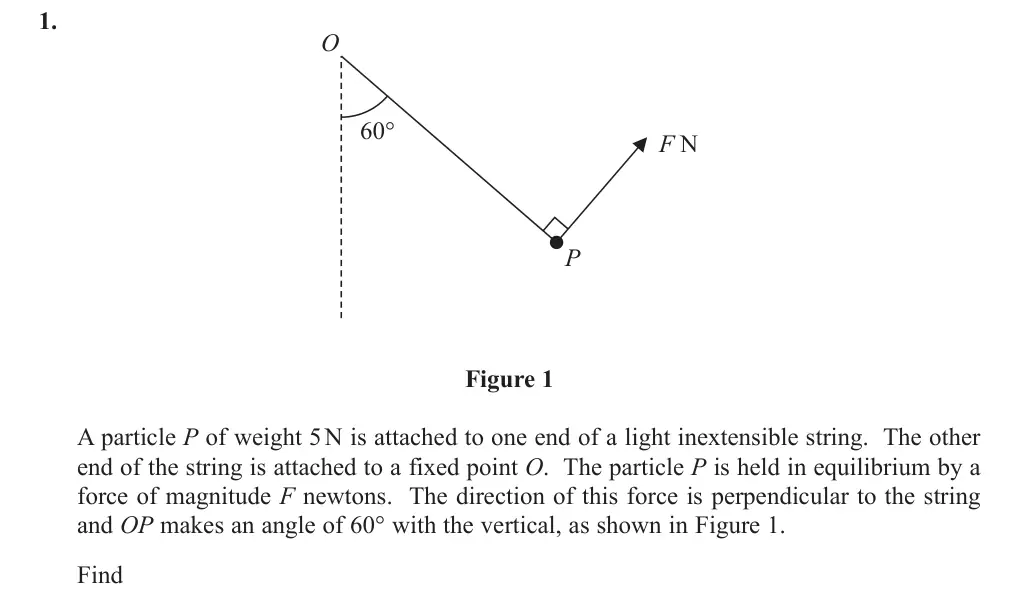 1.
O
60°
F N
P
Figure 1
A particle P of weight 5 N is attached to one end of a light inextensible string. The other
end of the string is attached to a fixed point O. The particle P is held in equilibrium by a
force of magnitude F newtons. The direction of this force is perpendicular to the string
and OP makes an angle of 60° with the vertical, as shown in Figure 1.
Find